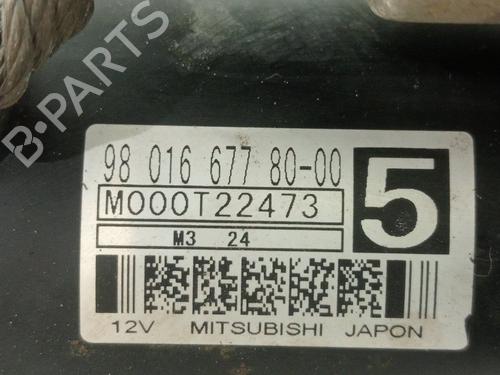 B-PARTS
98 016 677 80-00
M000T22473
5
M3 24
12V MITSUBISHI JAPON